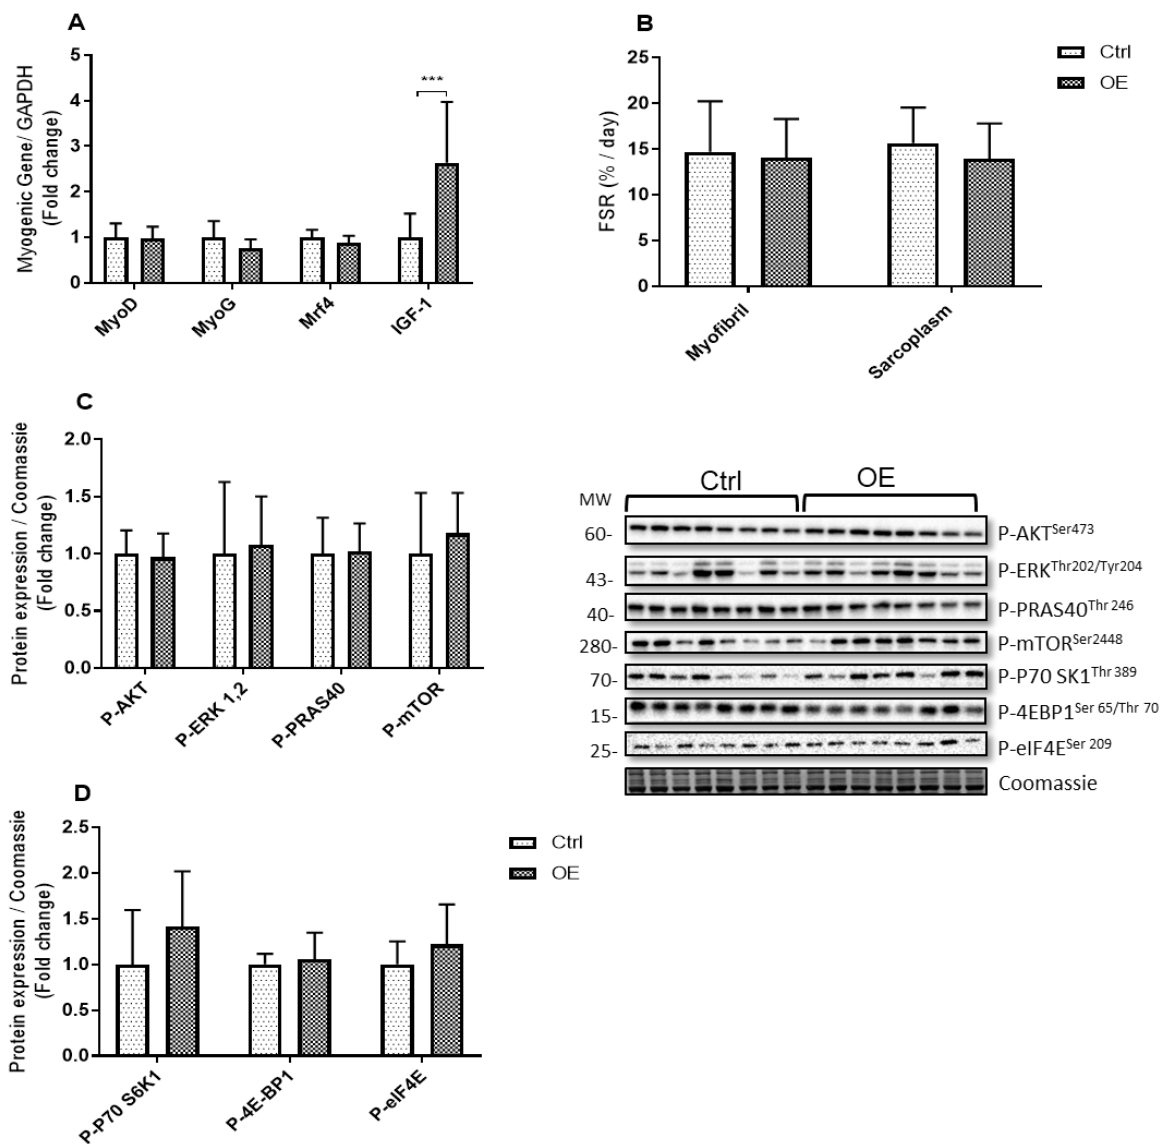 A
Myogenic Gene/ GAPDH
(Fold change)
5
4
3
2
1
0
***
MyoD
MyoG
Mrf4
IGF-1
B
FSR (% / day)
25
20
15
10
5
0
Myofibril
Sarcoplasm
Ctrl
OE
C
Protein expression / Coomassie
(Fold change)
2.0
1.5
1.0
0.5
0.0
P-AKT
P-ERK 1,2
P-PRAS40
P-mTOR
Ctrl OE
MW
60- P-AKTSer473
43- P-ERKThr202/Tyr204
40- P-PRAS40Thr 246
280- P-mTORSer2448
70- P-P70 SK1Thr 389
15- P-4EBP1Ser 65/Thr 70
25- P-eIF4ESer 209
Coomassie
D
Protein expression / Coomassie
(Fold change)
2.5
2.0
1.5
1.0
0.5
0.0
P-P70 S6K1
P-4E-BP1
P-eIF4E
Ctrl
OE